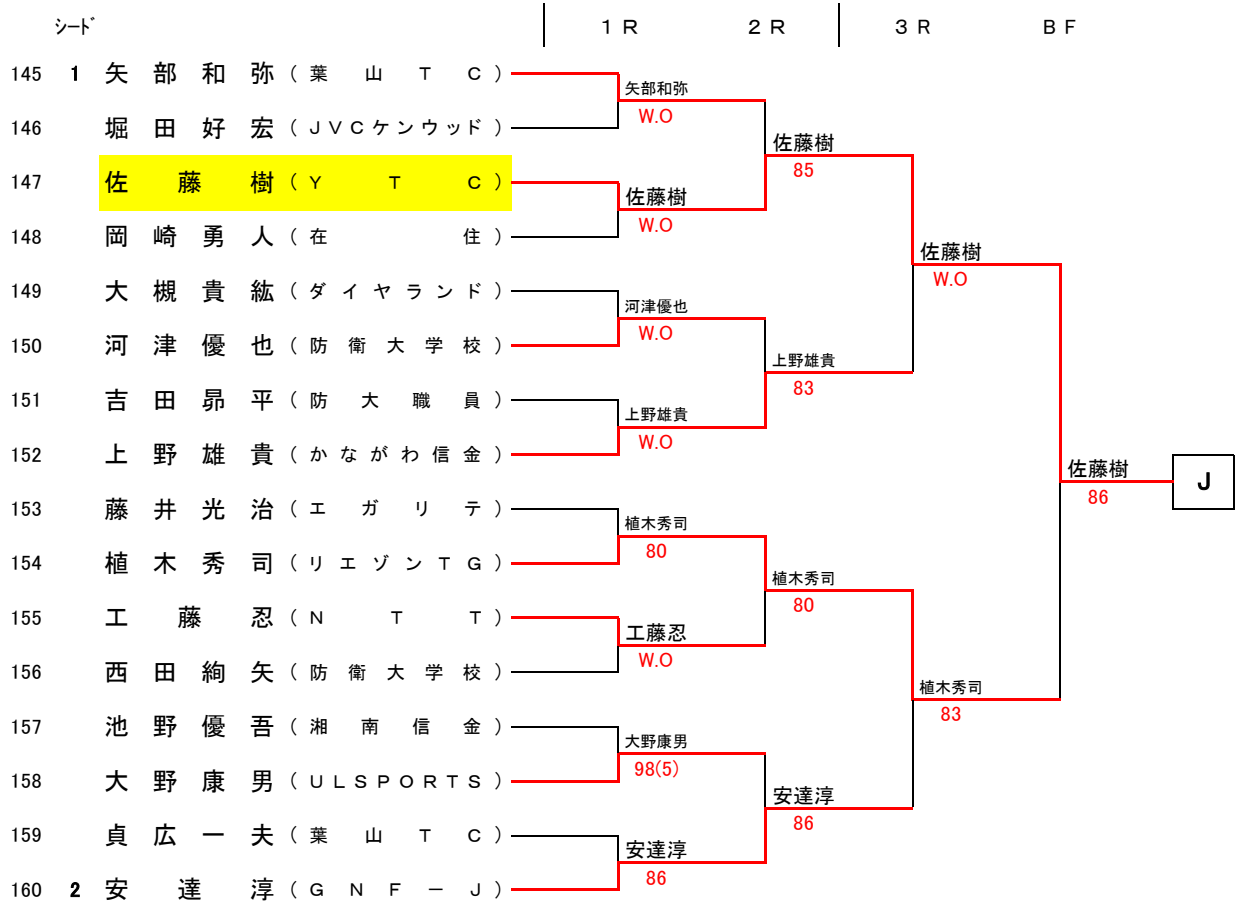 シード 1R 2R 3R BF
145 1 矢部和弥(葉山TC)
矢部和弥
W.O
146 堀田好宏(JVCケンウッド)
佐藤樹
85
147 佐藤樹(YTC)
佐藤樹
W.O
148 岡崎勇人(在住)
佐藤樹
W.O
149 大槻貴紘(ダイヤランド)
河津優也
W.O
150 河津優也(防衛大学校)
上野雄貴
83
151 吉田昴平(防大職員)
上野雄貴
W.O
152 上野雄貴(かながわ信金)
佐藤樹
86
J
153 藤井光治(エガリテ)
植木秀司
80
154 植木秀司(リエゾンTG)
植木秀司
80
155 工藤忍(NTT)
工藤忍
W.O
156 西田絢矢(防衛大学校)
植木秀司
83
157 池野優吾(湘南信金)
大野康男
98(5)
158 大野康男(ULSPORTS)
安達淳
86
159 貞広一夫(葉山TC)
安達淳
86
160 2 安達淳(GNF-J)